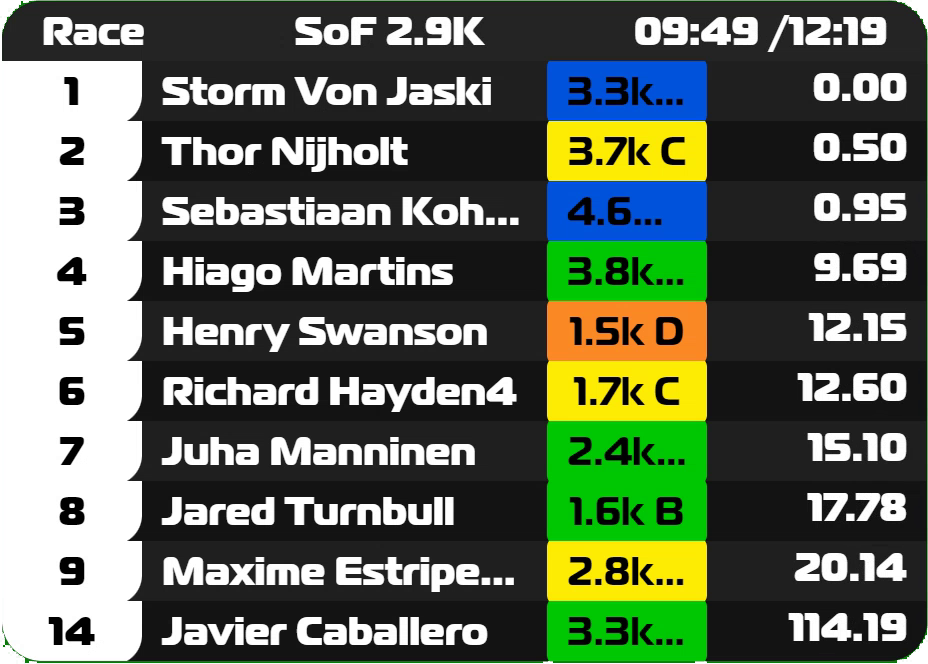 Race SoF 2.9K 09:49 /12:19
1 Storm Von Jaski 3.3k... 0.00
2 Thor Nijholt 3.7k C 0.50
3 Sebastiaan Koh... 4.6... 0.95
4 Hiago Martins 3.8k... 9.69
5 Henry Swanson 1.5k D 12.15
6 Richard Hayden4 1.7k C 12.60
7 Juha Manninen 2.4k... 15.10
8 Jared Turnbull 1.6k B 17.78
9 Maxime Estripe... 2.8k... 20.14
14 Javier Caballero 3.3k... 114.19